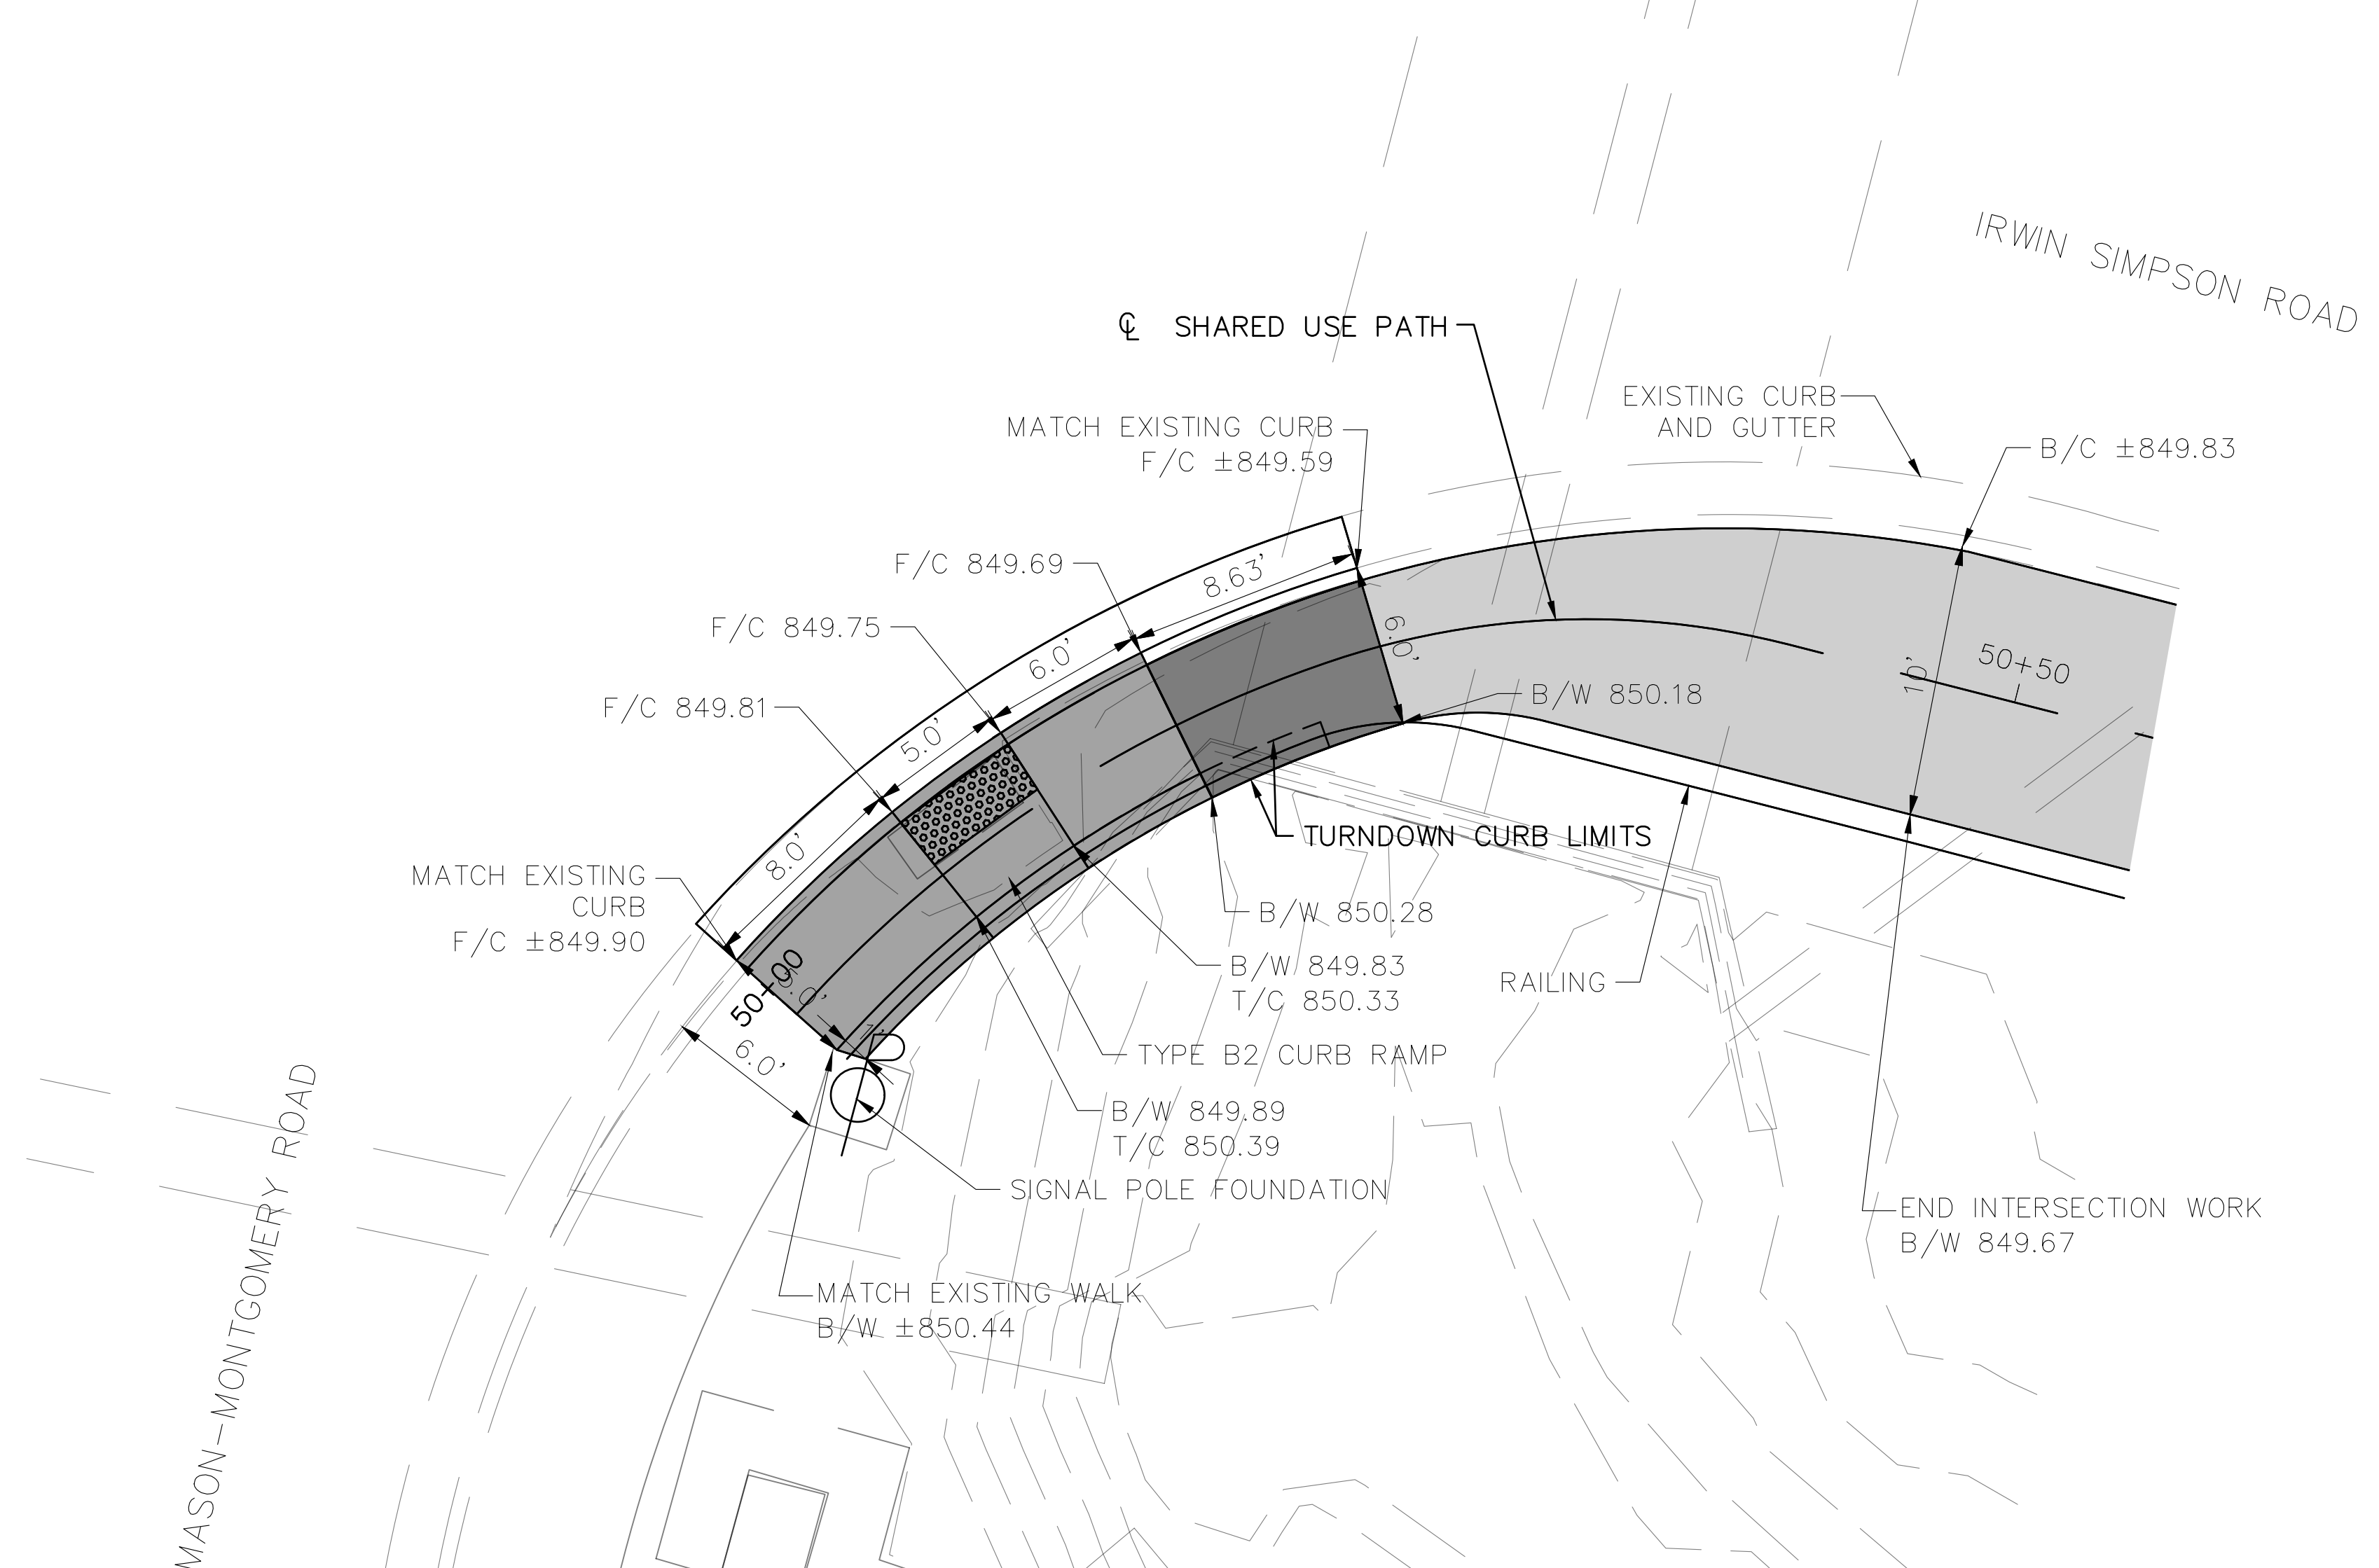 IRWIN SIMPSON ROAD
℄ SHARED USE PATH
EXISTING CURB
AND GUTTER
MATCH EXISTING CURB
F/C ±849.59
B/C ±849.83
F/C 849.69
8.63'
F/C 849.75
6.0'
9.0'
50+50
10'
F/C 849.81
5.0'
B/W 850.18
8.0'
TURNDOWN CURB LIMITS
MATCH EXISTING
CURB
F/C ±849.90
B/W 850.28
50+00
B/W 849.83
T/C 850.33
RAILING
1'
6.0'
TYPE B2 CURB RAMP
B/W 849.89
T/C 850.39
SIGNAL POLE FOUNDATION
END INTERSECTION WORK
B/W 849.67
MATCH EXISTING WALK
B/W ±850.44
MASON-MONTGOMERY ROAD